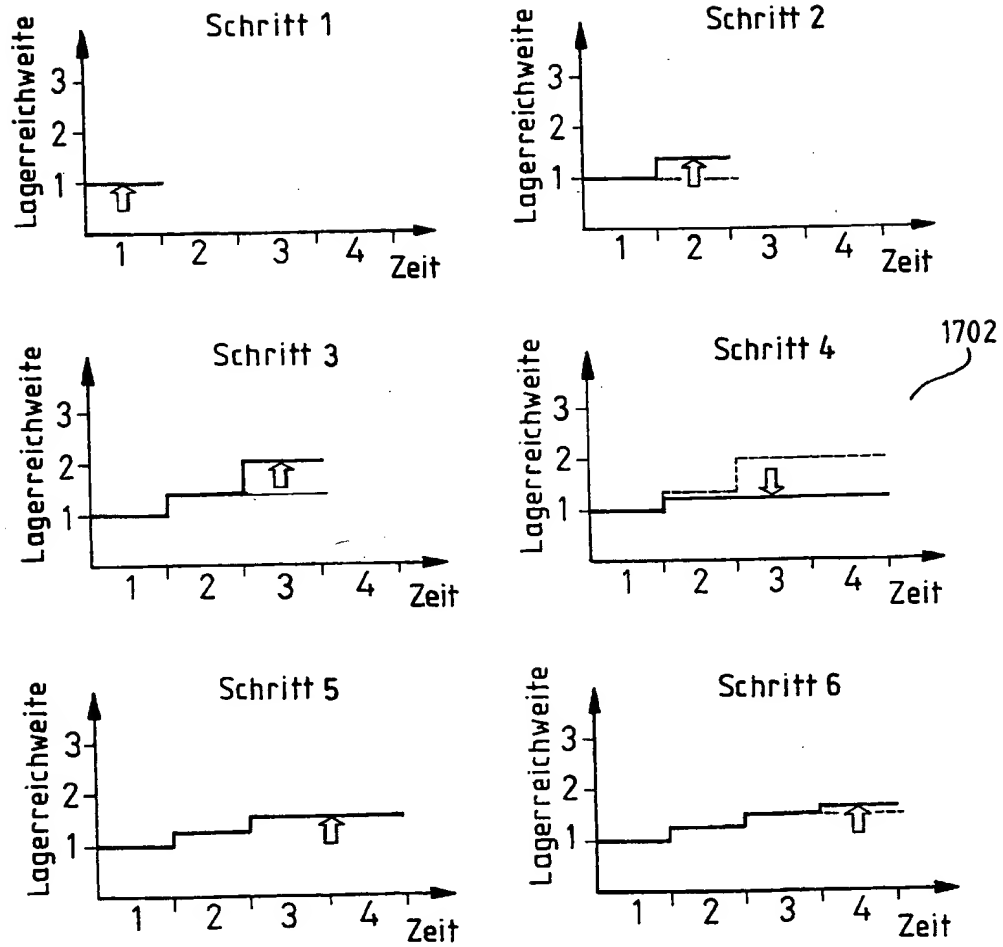 Schritt 1
Lagerreichweite
3
2
1
1 2 3 4
Zeit
Schritt 2
Lagerreichweite
3
2
1
1 2 3 4
Zeit
1702
Schritt 3
Lagerreichweite
3
2
1
1 2 3 4
Zeit
Schritt 4
Lagerreichweite
3
2
1
1 2 3 4
Zeit
Schritt 5
Lagerreichweite
3
2
1
1 2 3 4
Zeit
Schritt 6
Lagerreichweite
3
2
1
1 2 3 4
Zeit